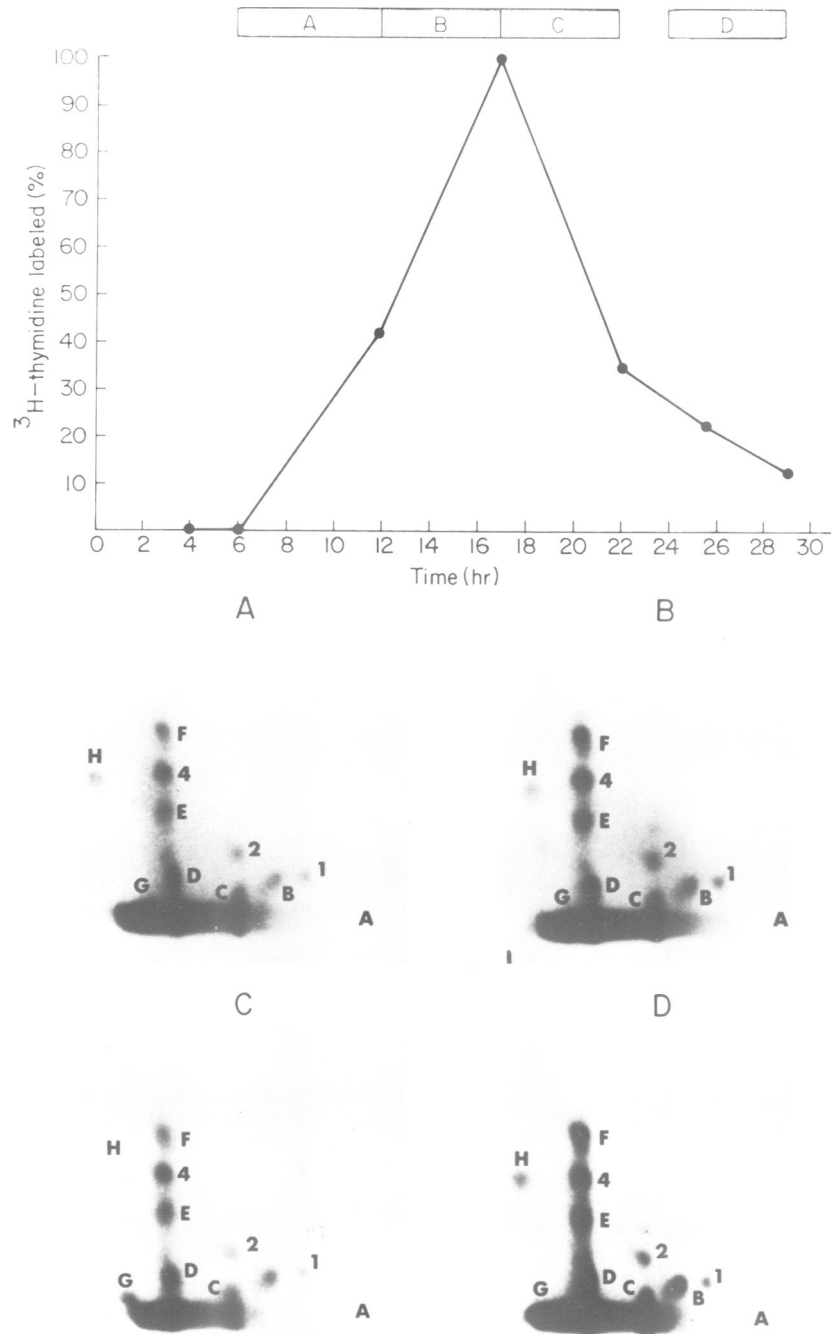 A B C D
100
90
80
70
60
50
40
30
20
10
³H-thymidine labeled (%)
0 2 4 6 8 10 12 14 16 18 20 22 24 26 28 30
Time (hr)
A B
F
H
4
E
2
1
G D C B
A
F
H
4
E
2
1
G D C B
A
I
C D
F
H
4
E
2
1
G D C
A
F
H
4
E
2
1
G D C B
A